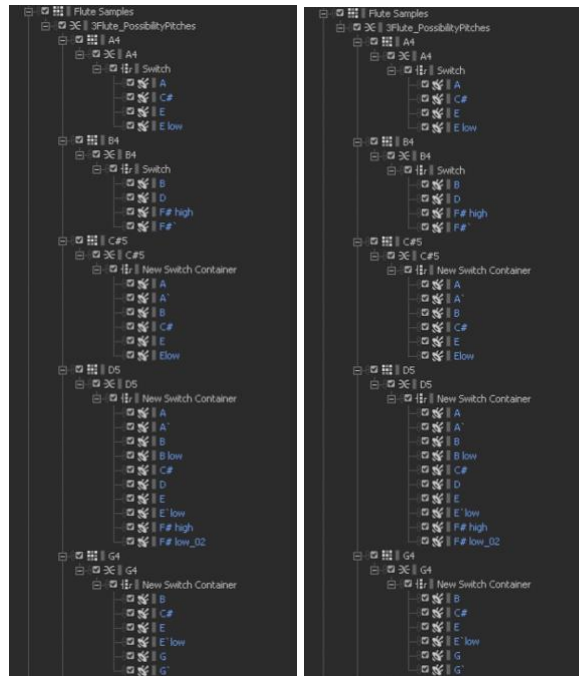 Flute Samples
3Flute_PossibilityPitches
A4
A4
Switch
A
C#
E
E low
B4
B4
Switch
B
D
F# high
F#`
C#5
C#5
New Switch Container
A
A`
B
C#
E
Elow
D5
D5
New Switch Container
A
A`
B
B low
C#
D
E
E`low
F# high
F# low_02
G4
G4
New Switch Container
B
C#
E
E`low
G
G`
Flute Samples
3Flute_PossibilityPitches
A4
A4
Switch
A
C#
E
E low
B4
B4
Switch
B
D
F# high
F#`
C#5
C#5
New Switch Container
A
A`
B
C#
E
Elow
D5
D5
New Switch Container
A
A`
B
B low
C#
D
E
E`low
F# high
F# low_02
G4
G4
New Switch Container
B
C#
E
E`low
G
G`